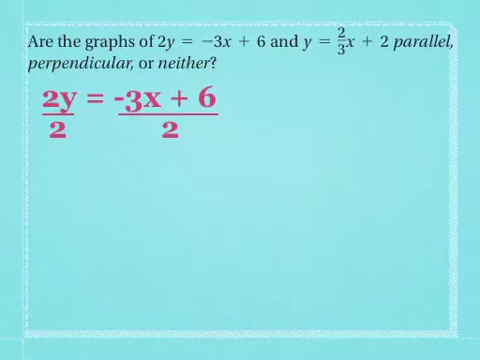 Are the graphs of 2y = −3x + 6 and y = 2/3x + 2 parallel,
perpendicular, or neither?
2y = -3x + 6
2 2